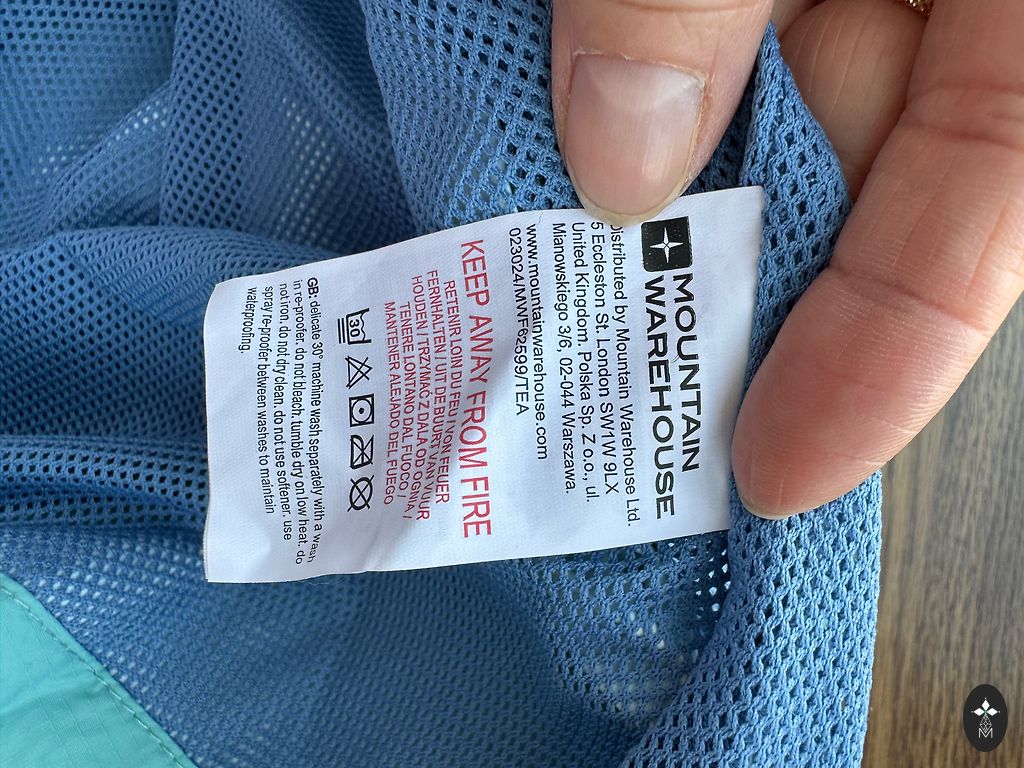 MOUNTAIN
WAREHOUSE
Distributed by Mountain Warehouse Ltd.
5 Eccleston St. London SW1W 9LX
United Kingdom. Polska Sp. Z o.o., ul.
Mianowskiego 3/6, 02-044 Warszawa.
www.mountainwarehouse.com
023024/MWF62599/TEA
KEEP AWAY FROM FIRE
RETENIR LOIN DU FEU / VON FEUER
FERNHALTEN / UIT DE BUURT VAN VUUR
HOUDEN / TRZYMAĆ Z DALA OD OGNIA /
TENERE LONTANO DAL FUOCO /
MANTENER ALEJADO DEL FUEGO
30
GB: delicate 30° machine wash separately with a wash
in re-proofer. do not bleach. tumble dry on low heat. do
not iron. do not dry clean. do not use softener. use
spray re-proofer between washes to maintain
waterproofing.